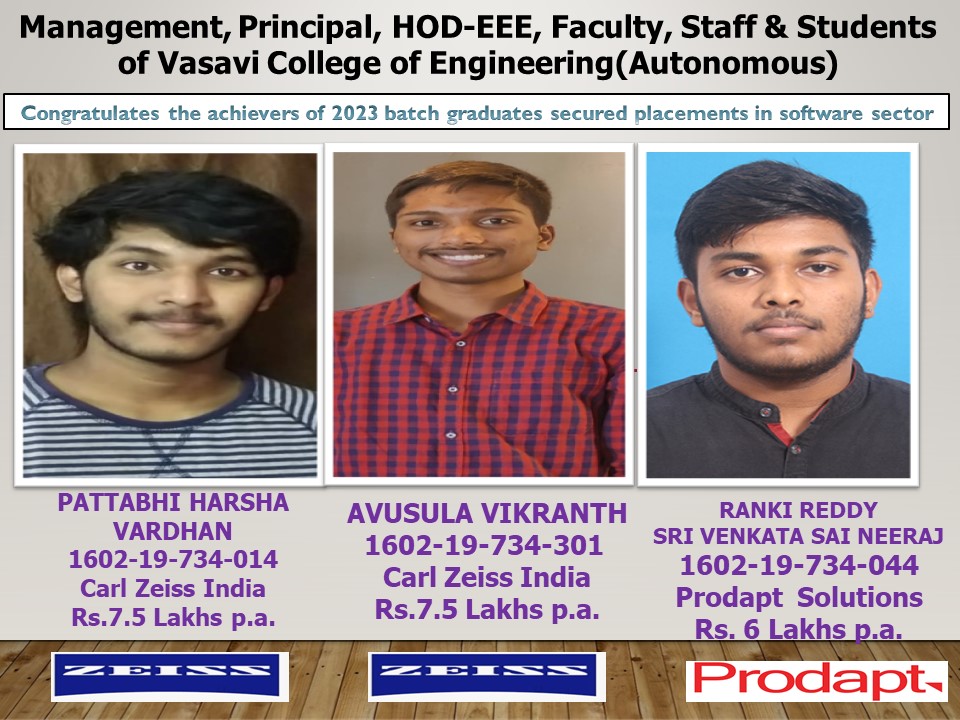 Management, Principal, HOD-EEE, Faculty, Staff & Students
of Vasavi College of Engineering(Autonomous)
Congratulates the achievers of 2023 batch graduates secured placements in software sector
PATTABHI HARSHA
VARDHAN
1602-19-734-014
Carl Zeiss India
Rs.7.5 Lakhs p.a.
AVUSULA VIKRANTH
1602-19-734-301
Carl Zeiss India
Rs.7.5 Lakhs p.a.
RANKI REDDY
SRI VENKATA SAI NEERAJ
1602-19-734-044
Prodapt Solutions
Rs. 6 Lakhs p.a.
ZEISS
ZEISS
Prodapt